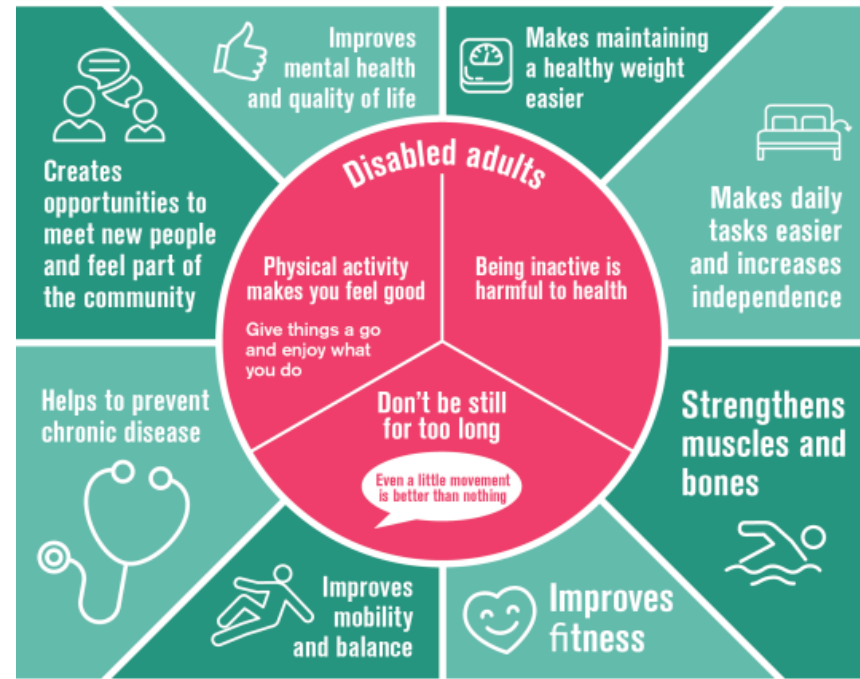 Improves
mental health
and quality of life
Makes maintaining
a healthy weight
easier
Creates
opportunities to
meet new people
and feel part of
the community
Makes daily
tasks easier
and increases
independence
Disabled adults
Physical activity
makes you feel good
Give things a go
and enjoy what
you do
Being inactive is
harmful to health
Don't be still
for too long
Even a little movement
is better than nothing
Helps to prevent
chronic disease
Strengthens
muscles and
bones
Improves
mobility
and balance
Improves
fitness